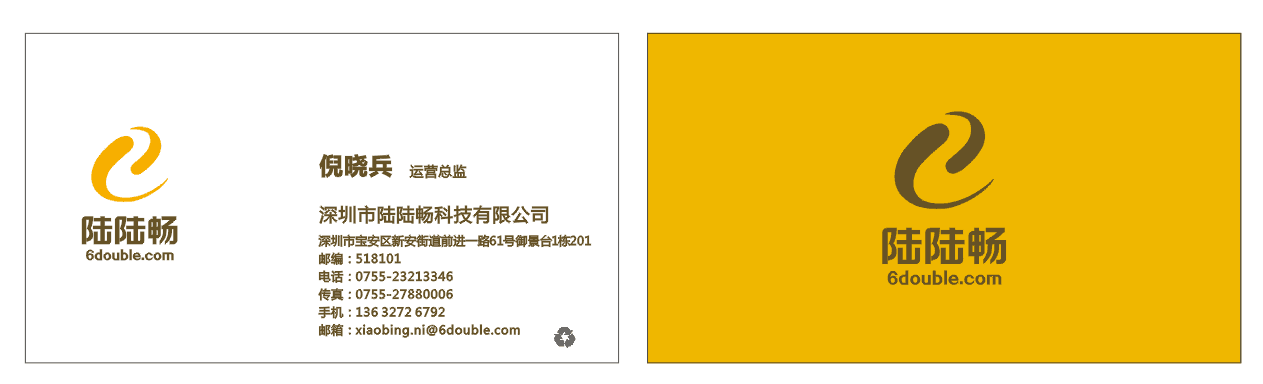 陆陆畅
6double.com
倪晓兵 运营总监
深圳市陆陆畅科技有限公司
深圳市宝安区新安街道前进一路61号御景台1栋201
邮编：518101
电话：0755-23213346
传真：0755-27880006
手机：136 3272 6792
邮箱：xiaobing.ni@6double.com
陆陆畅
6double.com